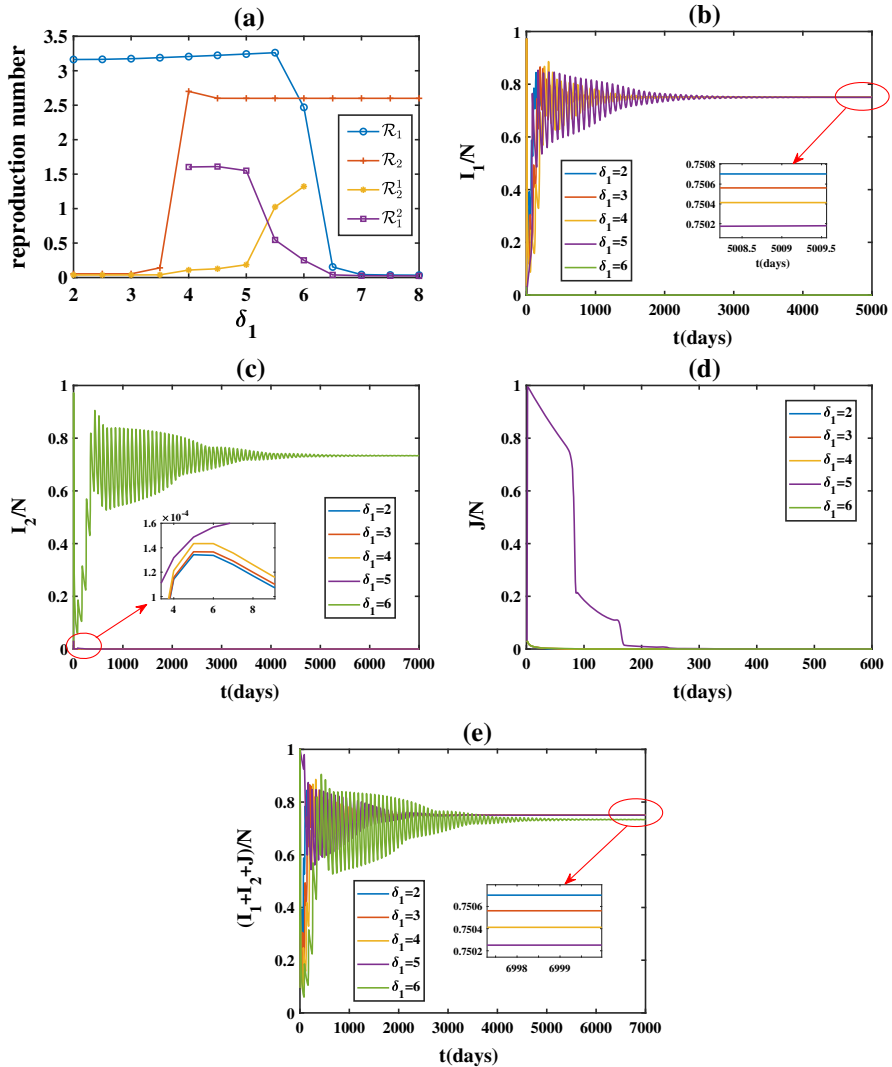 (a)
reproduction number
3.5
3
2.5
2
1.5
1
0.5
0
2 3 4 5 6 7 8
δ₁
ℛ₁
ℛ₂
ℛ₂¹
ℛ₁²
(b)
I₁/N
1
0.8
0.6
0.4
0.2
0
0 1000 2000 3000 4000 5000
t(days)
δ₁=2
δ₁=3
δ₁=4
δ₁=5
δ₁=6
0.7508
0.7506
0.7504
0.7502
5008.5 5009 5009.5
t(days)
(c)
I₂/N
1
0.8
0.6
0.4
0.2
0
0 1000 2000 3000 4000 5000 6000 7000
t(days)
δ₁=2
δ₁=3
δ₁=4
δ₁=5
δ₁=6
×10⁻⁴
1.6
1.4
1.2
1
4 6 8
(d)
J/N
1
0.8
0.6
0.4
0.2
0
0 100 200 300 400 500 600
t(days)
δ₁=2
δ₁=3
δ₁=4
δ₁=5
δ₁=6
(e)
(I₁+I₂+J)/N
1
0.8
0.6
0.4
0.2
0
0 1000 2000 3000 4000 5000 6000 7000
t(days)
δ₁=2
δ₁=3
δ₁=4
δ₁=5
δ₁=6
0.7506
0.7504
0.7502
6998 6999